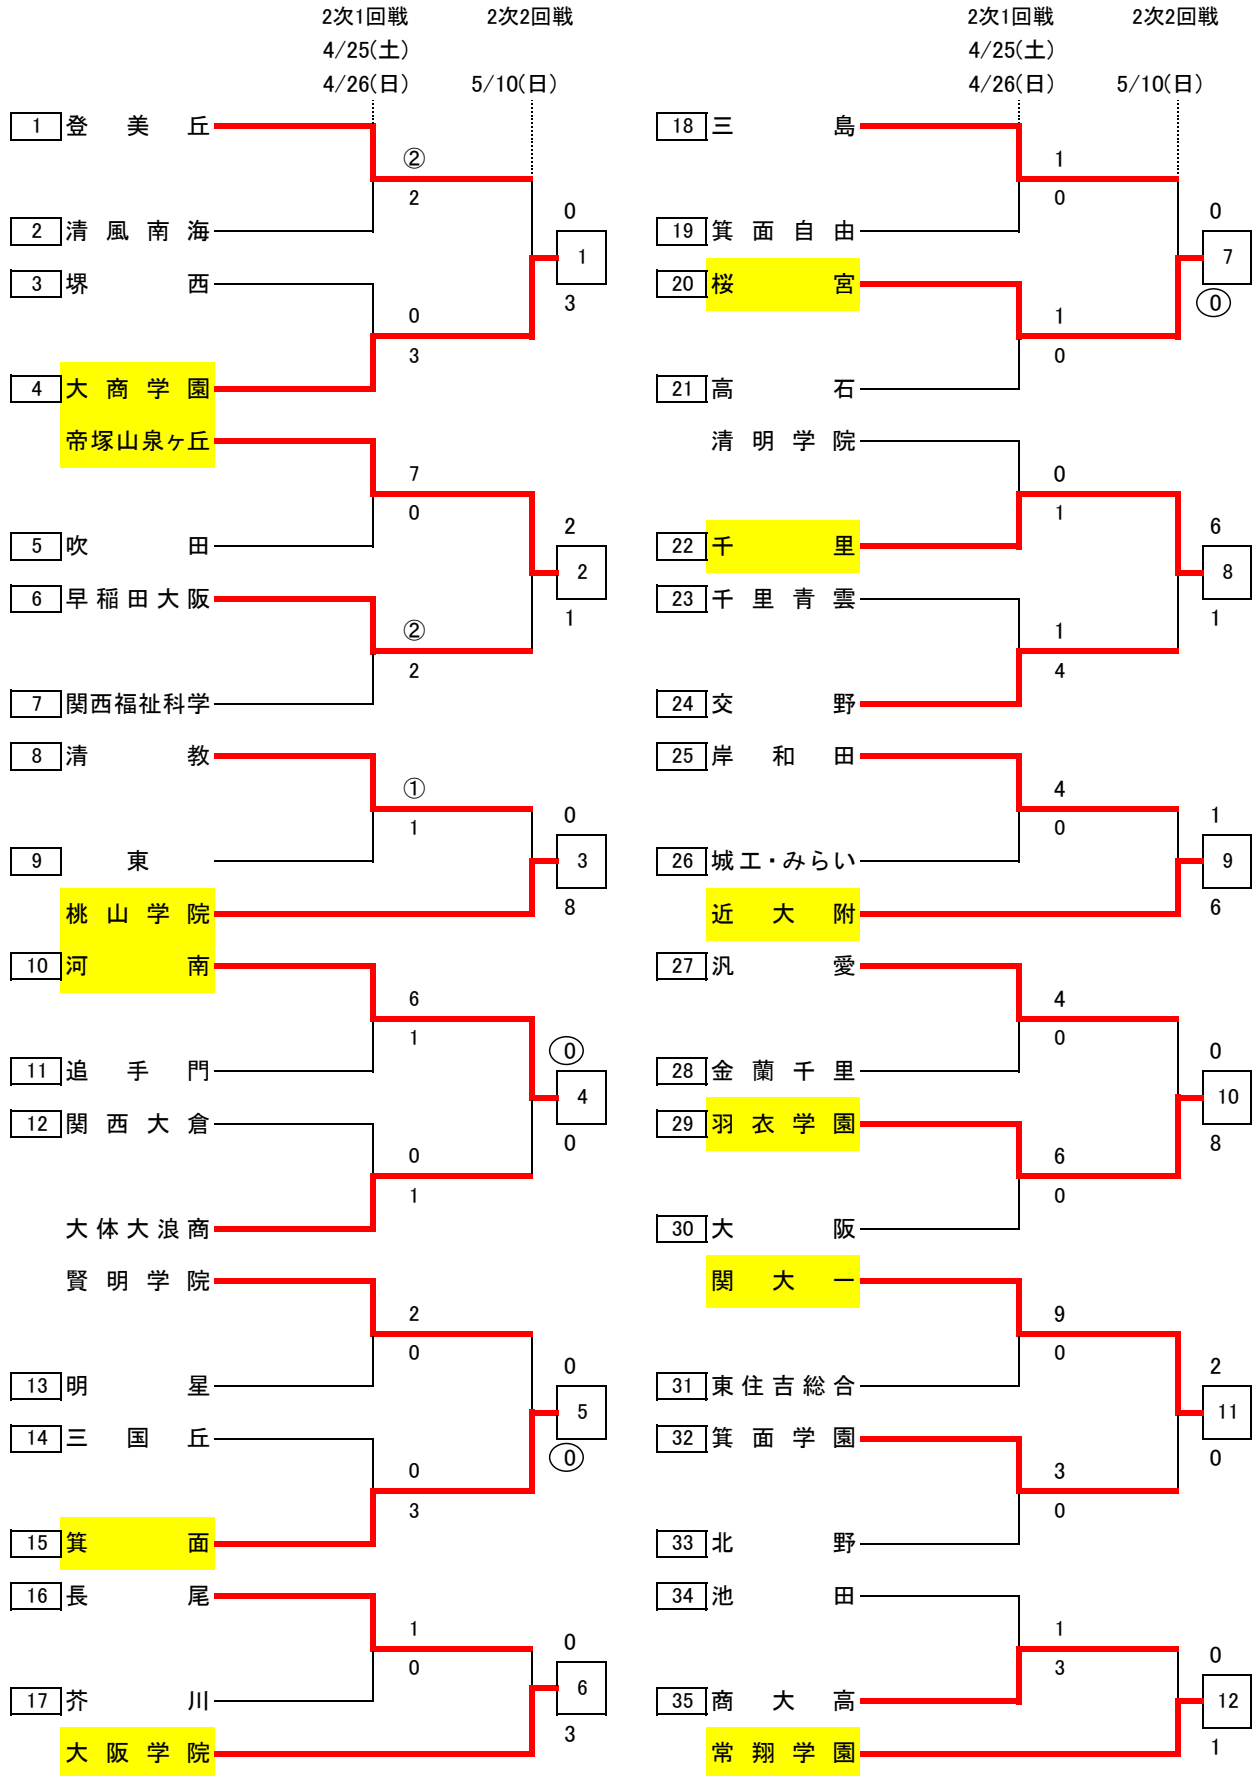 2次1回戦 2次2回戦
4/25(土)
4/26(日) 5/10(日)
1 登美丘
②
2
2 清風南海
0
1
3
3 堺西
0
3
4 大商学園
帝塚山泉ヶ丘
7
0
5 吹田
2
2
1
6 早稲田大阪
②
2
7 関西福祉科学
8 清教
①
1
9 東
0
3
8
桃山学院
10 河南
6
1
11 追手門
0
4
0
12 関西大倉
0
1
大体大浪商
賢明学院
2
0
13 明星
0
5
0
14 三国丘
0
3
15 箕面
16 長尾
1
0
17 芥川
0
6
3
大阪学院
2次1回戦 2次2回戦
4/25(土)
4/26(日) 5/10(日)
18 三島
1
0
19 箕面自由
0
7
0
20 桜宮
1
0
21 高石
清明学院
0
1
22 千里
6
8
1
23 千里青雲
1
4
24 交野
25 岸和田
4
0
26 城工・みらい
1
9
6
近大附
27 汎愛
4
0
28 金蘭千里
0
10
8
29 羽衣学園
6
0
30 大阪
関大一
9
0
31 東住吉総合
2
11
0
32 箕面学園
3
0
33 北野
34 池田
1
3
35 商大高
0
12
1
常翔学園